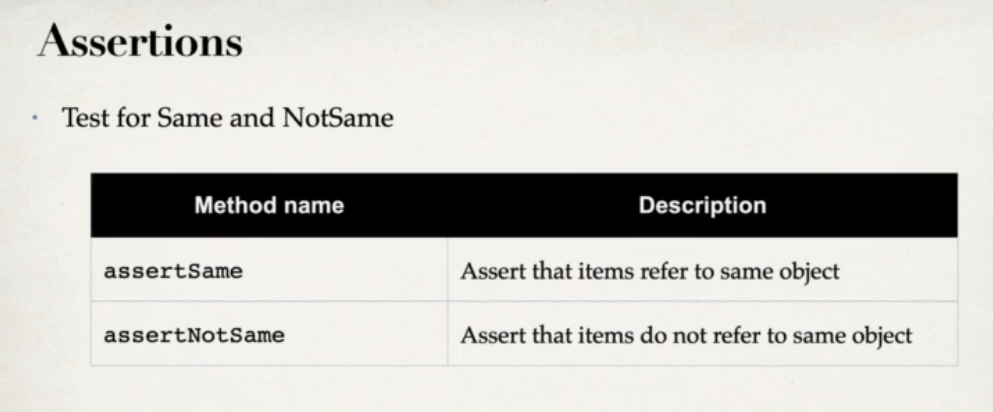 Assertions
· Test for Same and NotSame
Method name Description
assertSame Assert that items refer to same object
assertNotSame Assert that items do not refer to same object